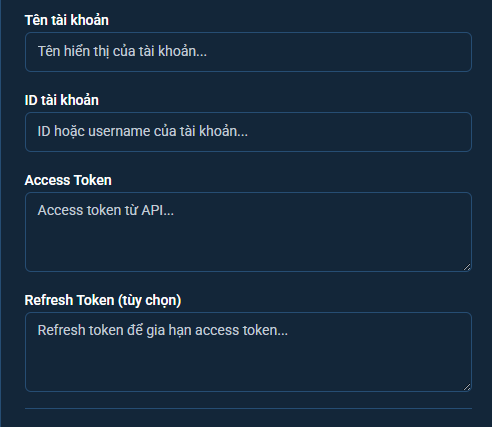 Tên tài khoản
Tên hiển thị của tài khoản...
ID tài khoản
ID hoặc username của tài khoản...
Access Token
Access token từ API...
Refresh Token (tùy chọn)
Refresh token để gia hạn access token...